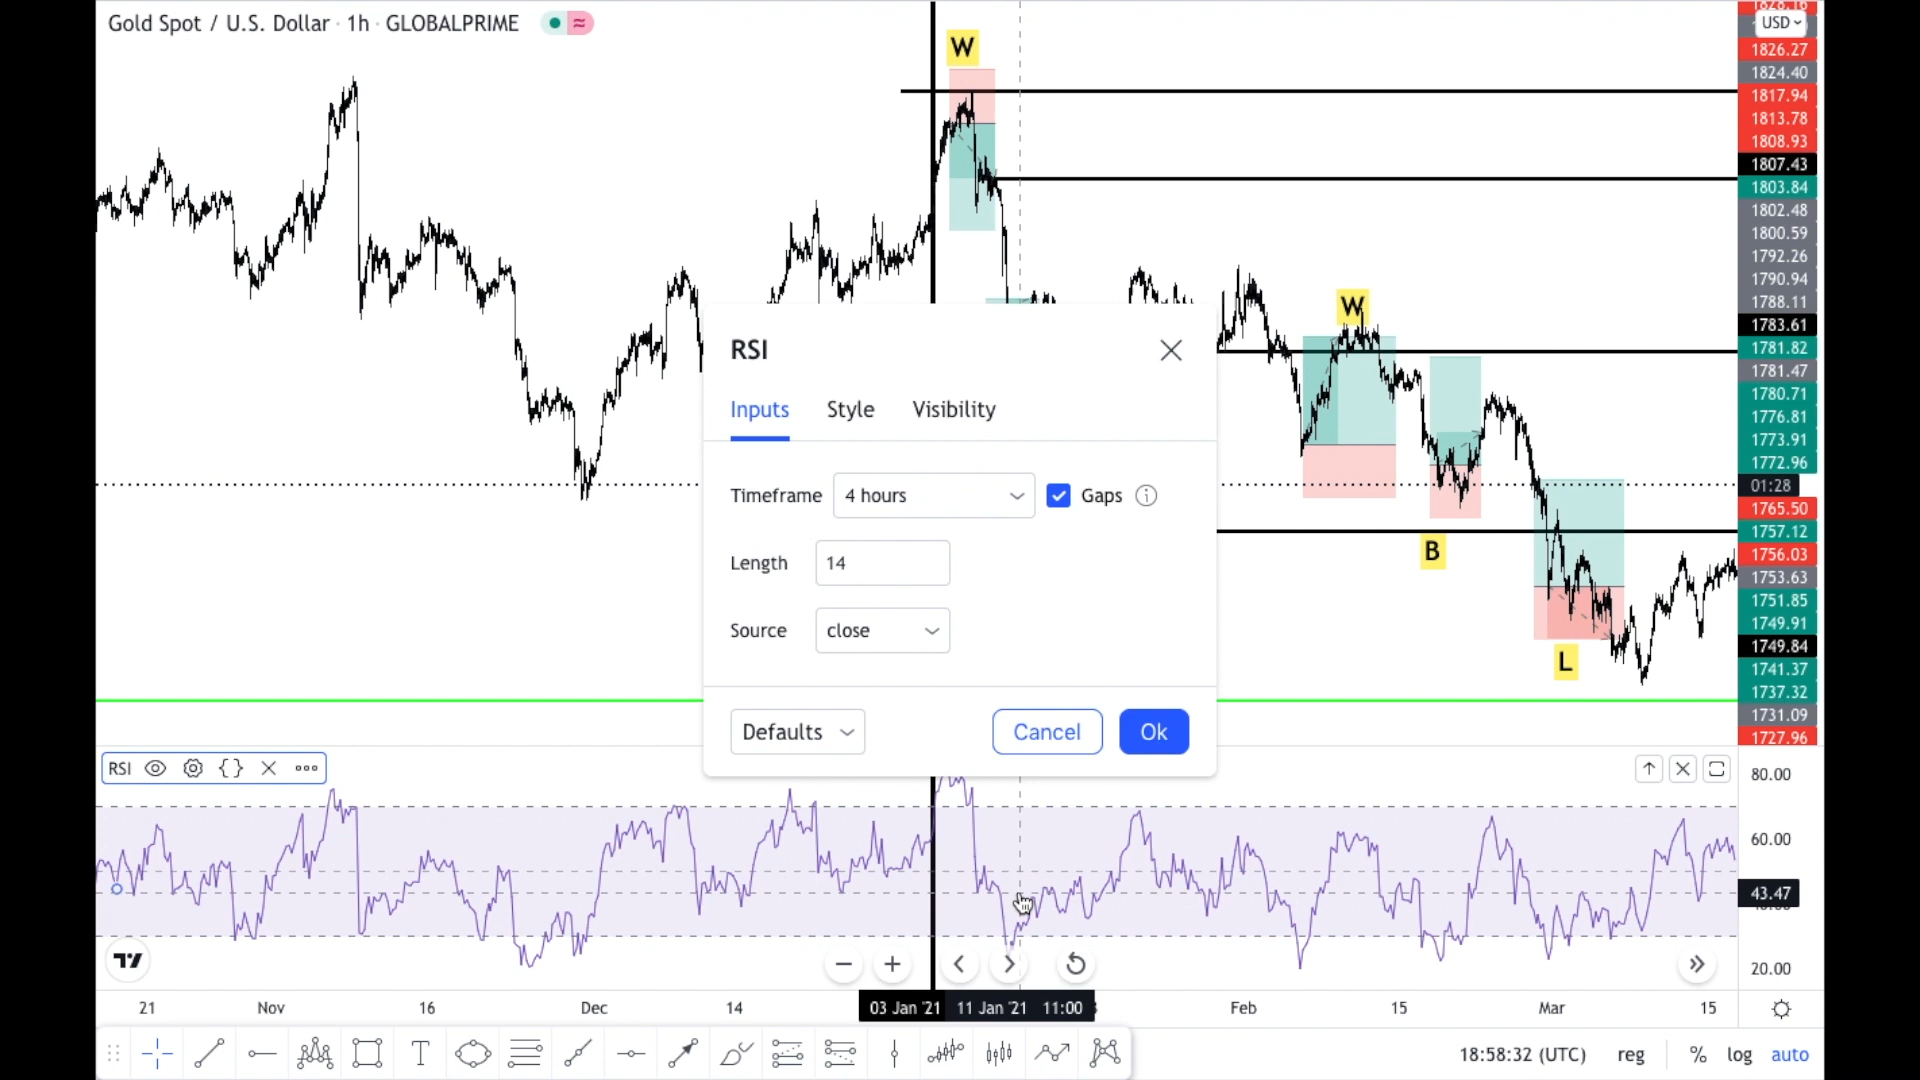 Gold Spot / U.S. Dollar · 1h · GLOBALPRIME
W
USD
1826.27
1824.40
1817.94
1813.78
1808.93
1807.43
1803.84
1802.48
1800.59
1792.26
1790.94
1788.11
1783.61
1781.82
1781.47
1780.71
1776.81
1773.91
1772.96
01:28
1765.50
1757.12
1756.03
1753.63
1751.85
1749.91
1749.84
1741.37
1737.32
1731.09
1727.96
W
B
L
RSI
Inputs Style Visibility
Timeframe 4 hours Gaps
Length 14
Source close
Defaults Cancel Ok
RSI
80.00
60.00
43.47
20.00
21 Nov 16 Dec 14 03 Jan '21 11 Jan '21 11:00 Feb 15 Mar 15
18:58:32 (UTC) reg % log auto